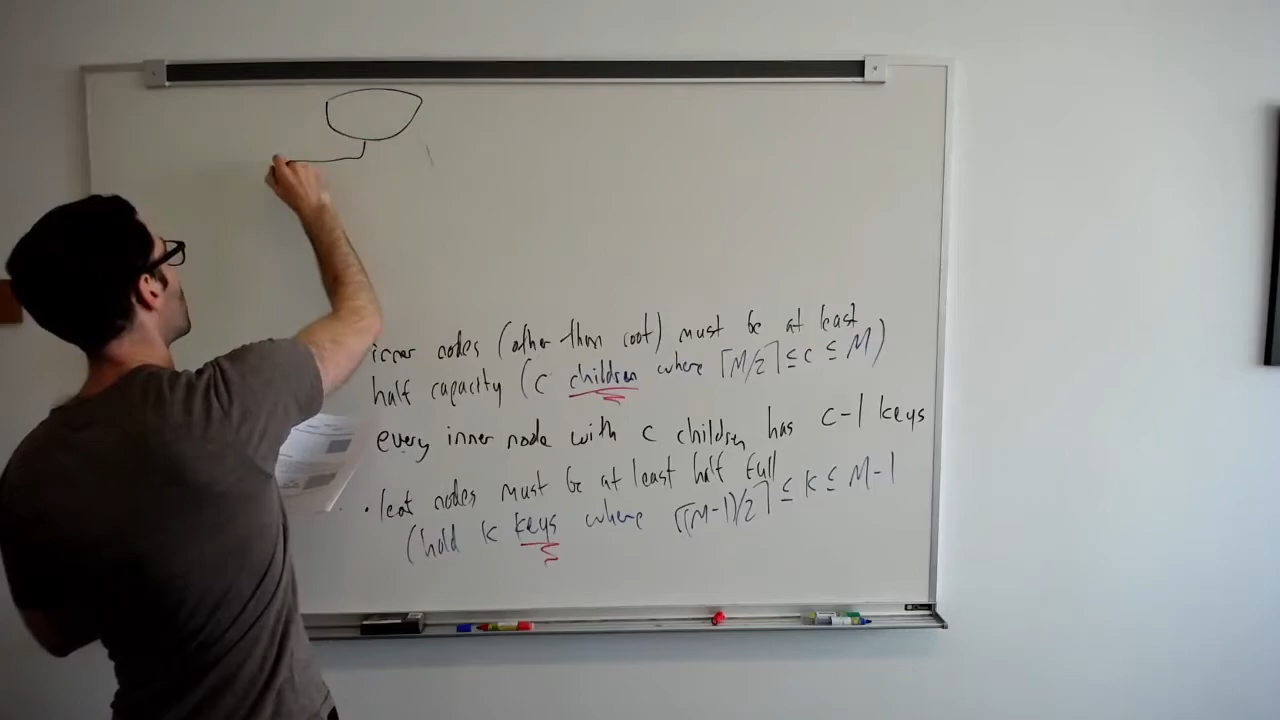 inner nodes (other than root) must be at least
half capacity (c children where ⌈M/2⌉ ≤ c ≤ M)
every inner node with c children has c-1 keys
• leaf nodes must be at least half full
(hold k keys where ⌈(M-1)/2⌉ ≤ k ≤ M-1